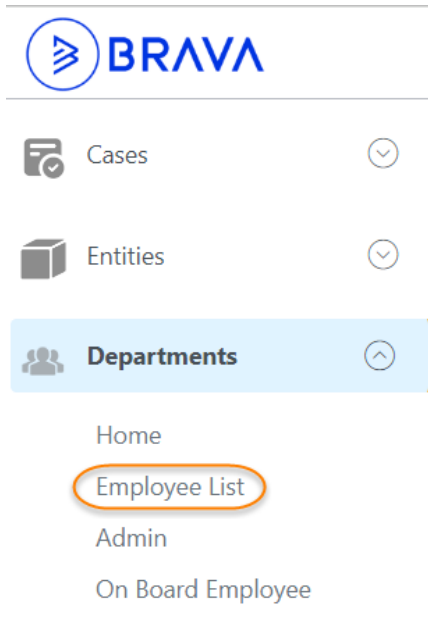 BRAVA
Cases
Entities
Departments
Home
Employee List
Admin
On Board Employee